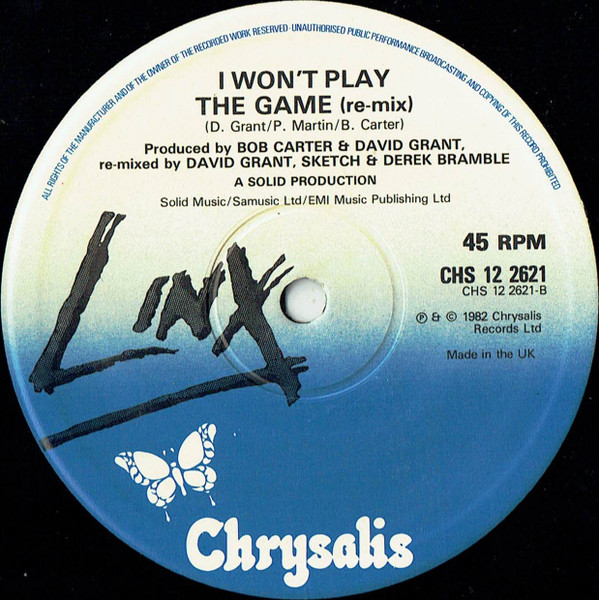 ALL RIGHTS OF THE MANUFACTURER AND OF THE OWNER OF THE RECORDED WORK RESERVED · UNAUTHORISED PUBLIC PERFORMANCE BROADCASTING AND COPYING OF THIS RECORD PROHIBITED
I WON'T PLAY
THE GAME (re-mix)
(D. Grant/P. Martin/B. Carter)
Produced by BOB CARTER & DAVID GRANT,
re-mixed by DAVID GRANT, SKETCH & DEREK BRAMBLE
A SOLID PRODUCTION
Solid Music/Samusic Ltd/EMI Music Publishing Ltd
45 RPM
CHS 12 2621
CHS 12 2621-B
℗ & © 1982 Chrysalis
Records Ltd
Made in the UK
LINX
Chrysalis